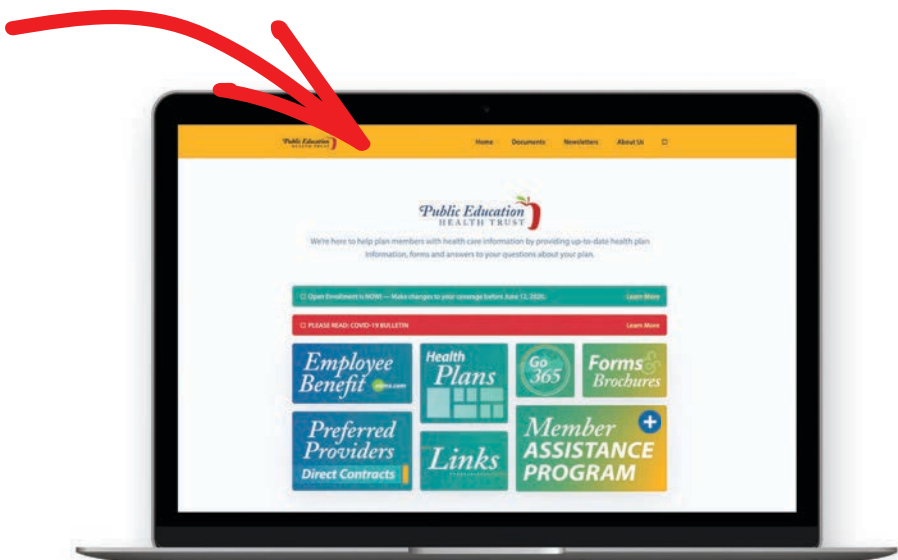 Public Education
HEALTH TRUST
Home Documents Newsletters About Us
Public Education
HEALTH TRUST
We're here to help plan members with health care information by providing up-to-date health plan
information, forms and answers to your questions about your plan.
Open Enrollment is NOW! — Make changes to your coverage before June 12, 2020. Learn More
PLEASE READ: COVID-19 BULLETIN Learn More
Employee
Benefit
Health
Plans
Go
365
Forms &
Brochures
Preferred
Providers
Direct Contracts
Links
Member
ASSISTANCE
PROGRAM